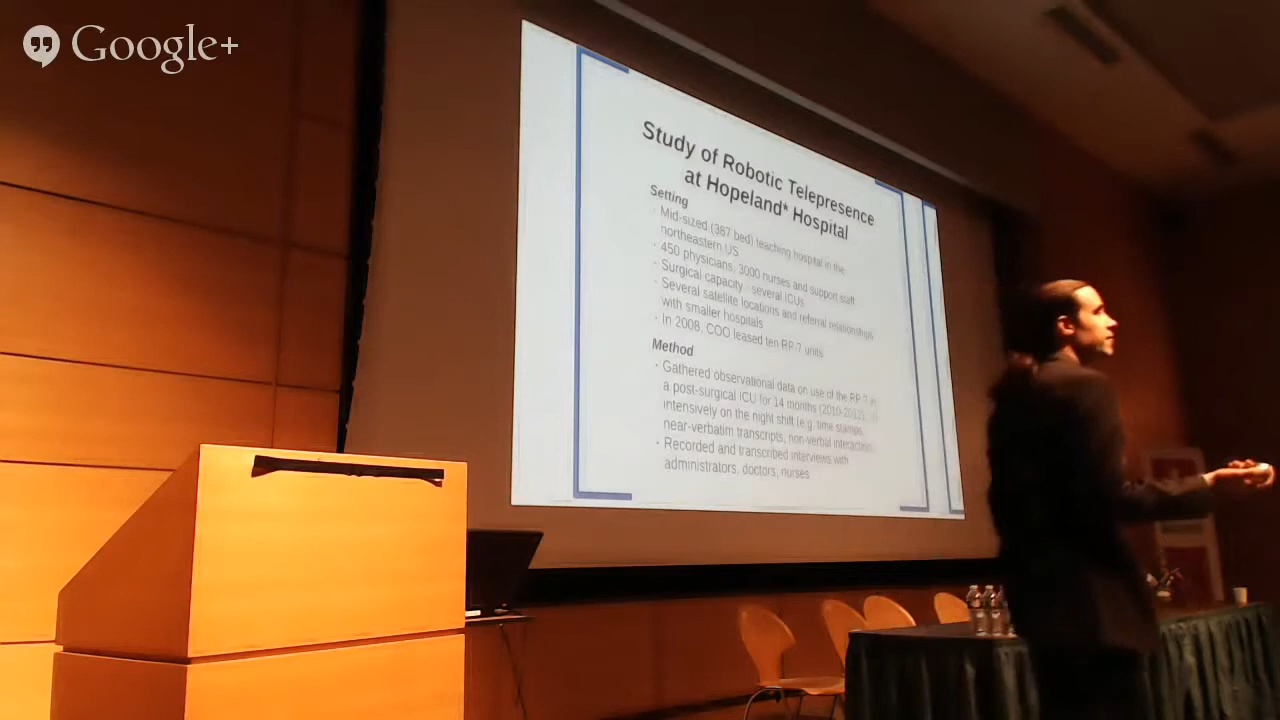 Google+
Study of Robotic Telepresence
at Hopeland* Hospital
Setting
· Mid-sized (387 bed) teaching hospital in the
northeastern US
· 450 physicians, 3000 nurses and support staff
· Surgical capacity - several ICUs
· Several satellite locations and referral relationships
with smaller hospitals
· In 2008, COO leased ten RP-7 units
Method
· Gathered observational data on use of the RP-7 in
a post-surgical ICU for 14 months (2010-2012),
intensively on the night shift (e.g. time stamps,
near-verbatim transcripts, non-verbal interaction
· Recorded and transcribed interviews with
administrators, doctors, nurses